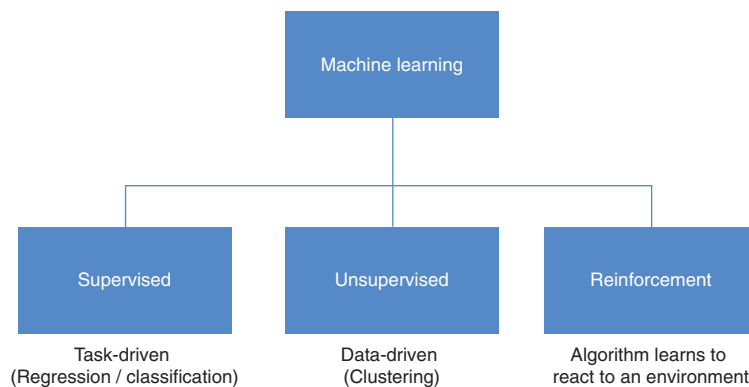 Machine learning
Supervised
Unsupervised
Reinforcement
Task-driven
(Regression / classification)
Data-driven
(Clustering)
Algorithm learns to
react to an environment